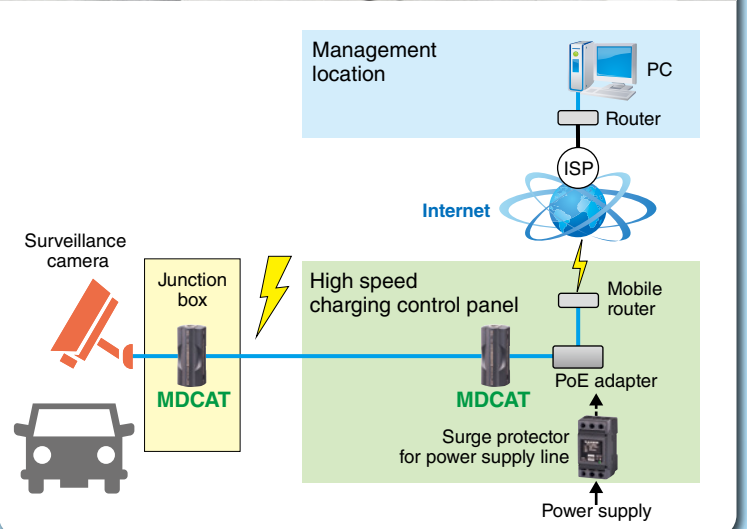 Management
location
PC
Router
ISP
Internet
Surveillance
camera
Junction
box
High speed
charging control panel
Mobile
router
MDCAT
MDCAT
PoE adapter
Surge protector
for power supply line
Power supply